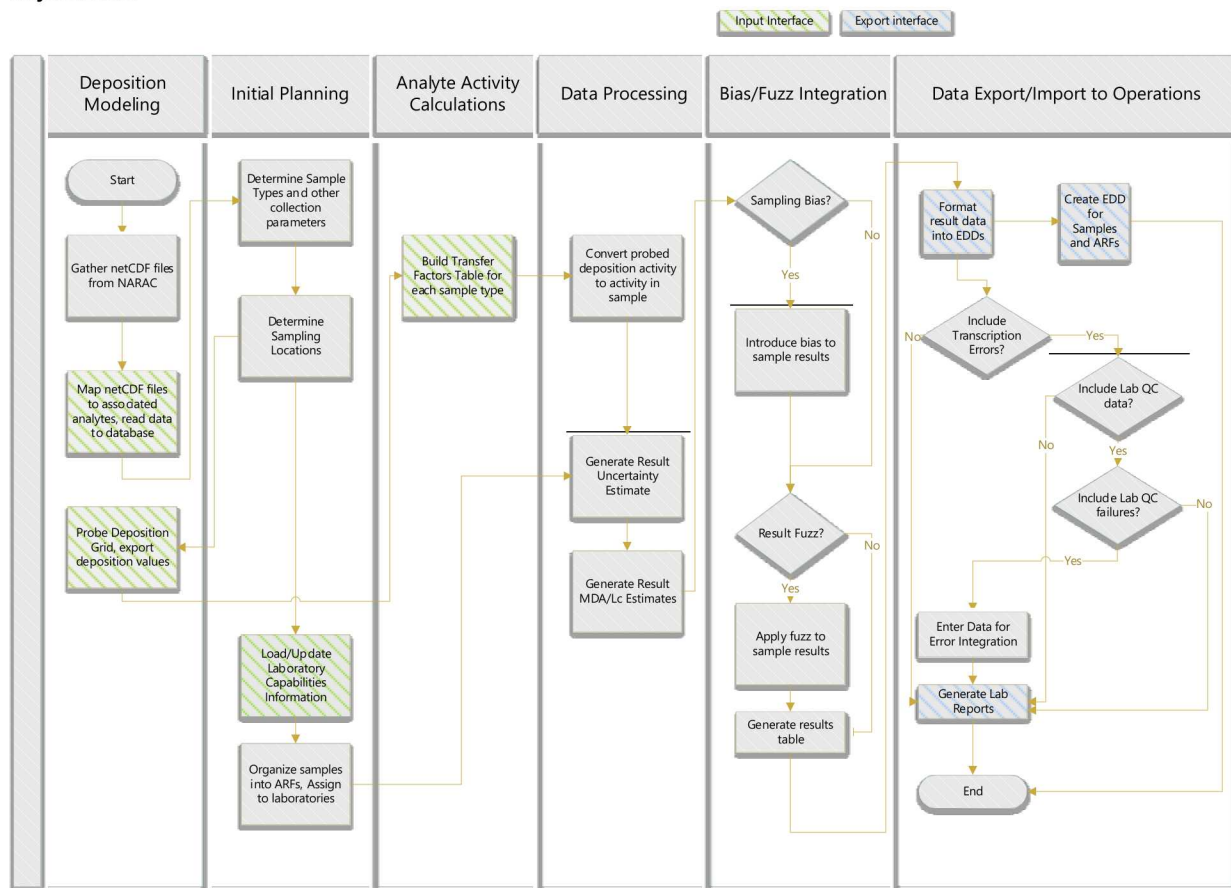 Input Interface
Export interface
Deposition
Modeling
Initial Planning
Analyte Activity
Calculations
Data Processing
Bias/Fuzz Integration
Data Export/Import to Operations
Start
Gather netCDF files
from NARAC
Map netCDF files
to associated
analytes, read data
to database
Probe Deposition
Grid, export
deposition values
Determine Sample
Types and other
collection
parameters
Determine
Sampling
Locations
Load/Update
Laboratory
Capabilities
Information
Organize samples
into ARFs, Assign
to laboratories
Build Transfer
Factors Table for
each sample type
Convert probed
deposition activity
to activity in
sample
Generate Result
Uncertainty
Estimate
Generate Result
MDA/Lc Estimates
Sampling Bias?
No
Yes
Introduce bias to
sample results
Result Fuzz?
No
Yes
Apply fuzz to
sample results
Generate results
table
Format
result data
into EDDs
Create EDD
for
Samples
and ARFs
Include
Transcription
Errors?
No
Yes
Include Lab QC
data?
No
Yes
Include Lab QC
failures?
No
Yes
Enter Data for
Error Integration
Generate Lab
Reports
End